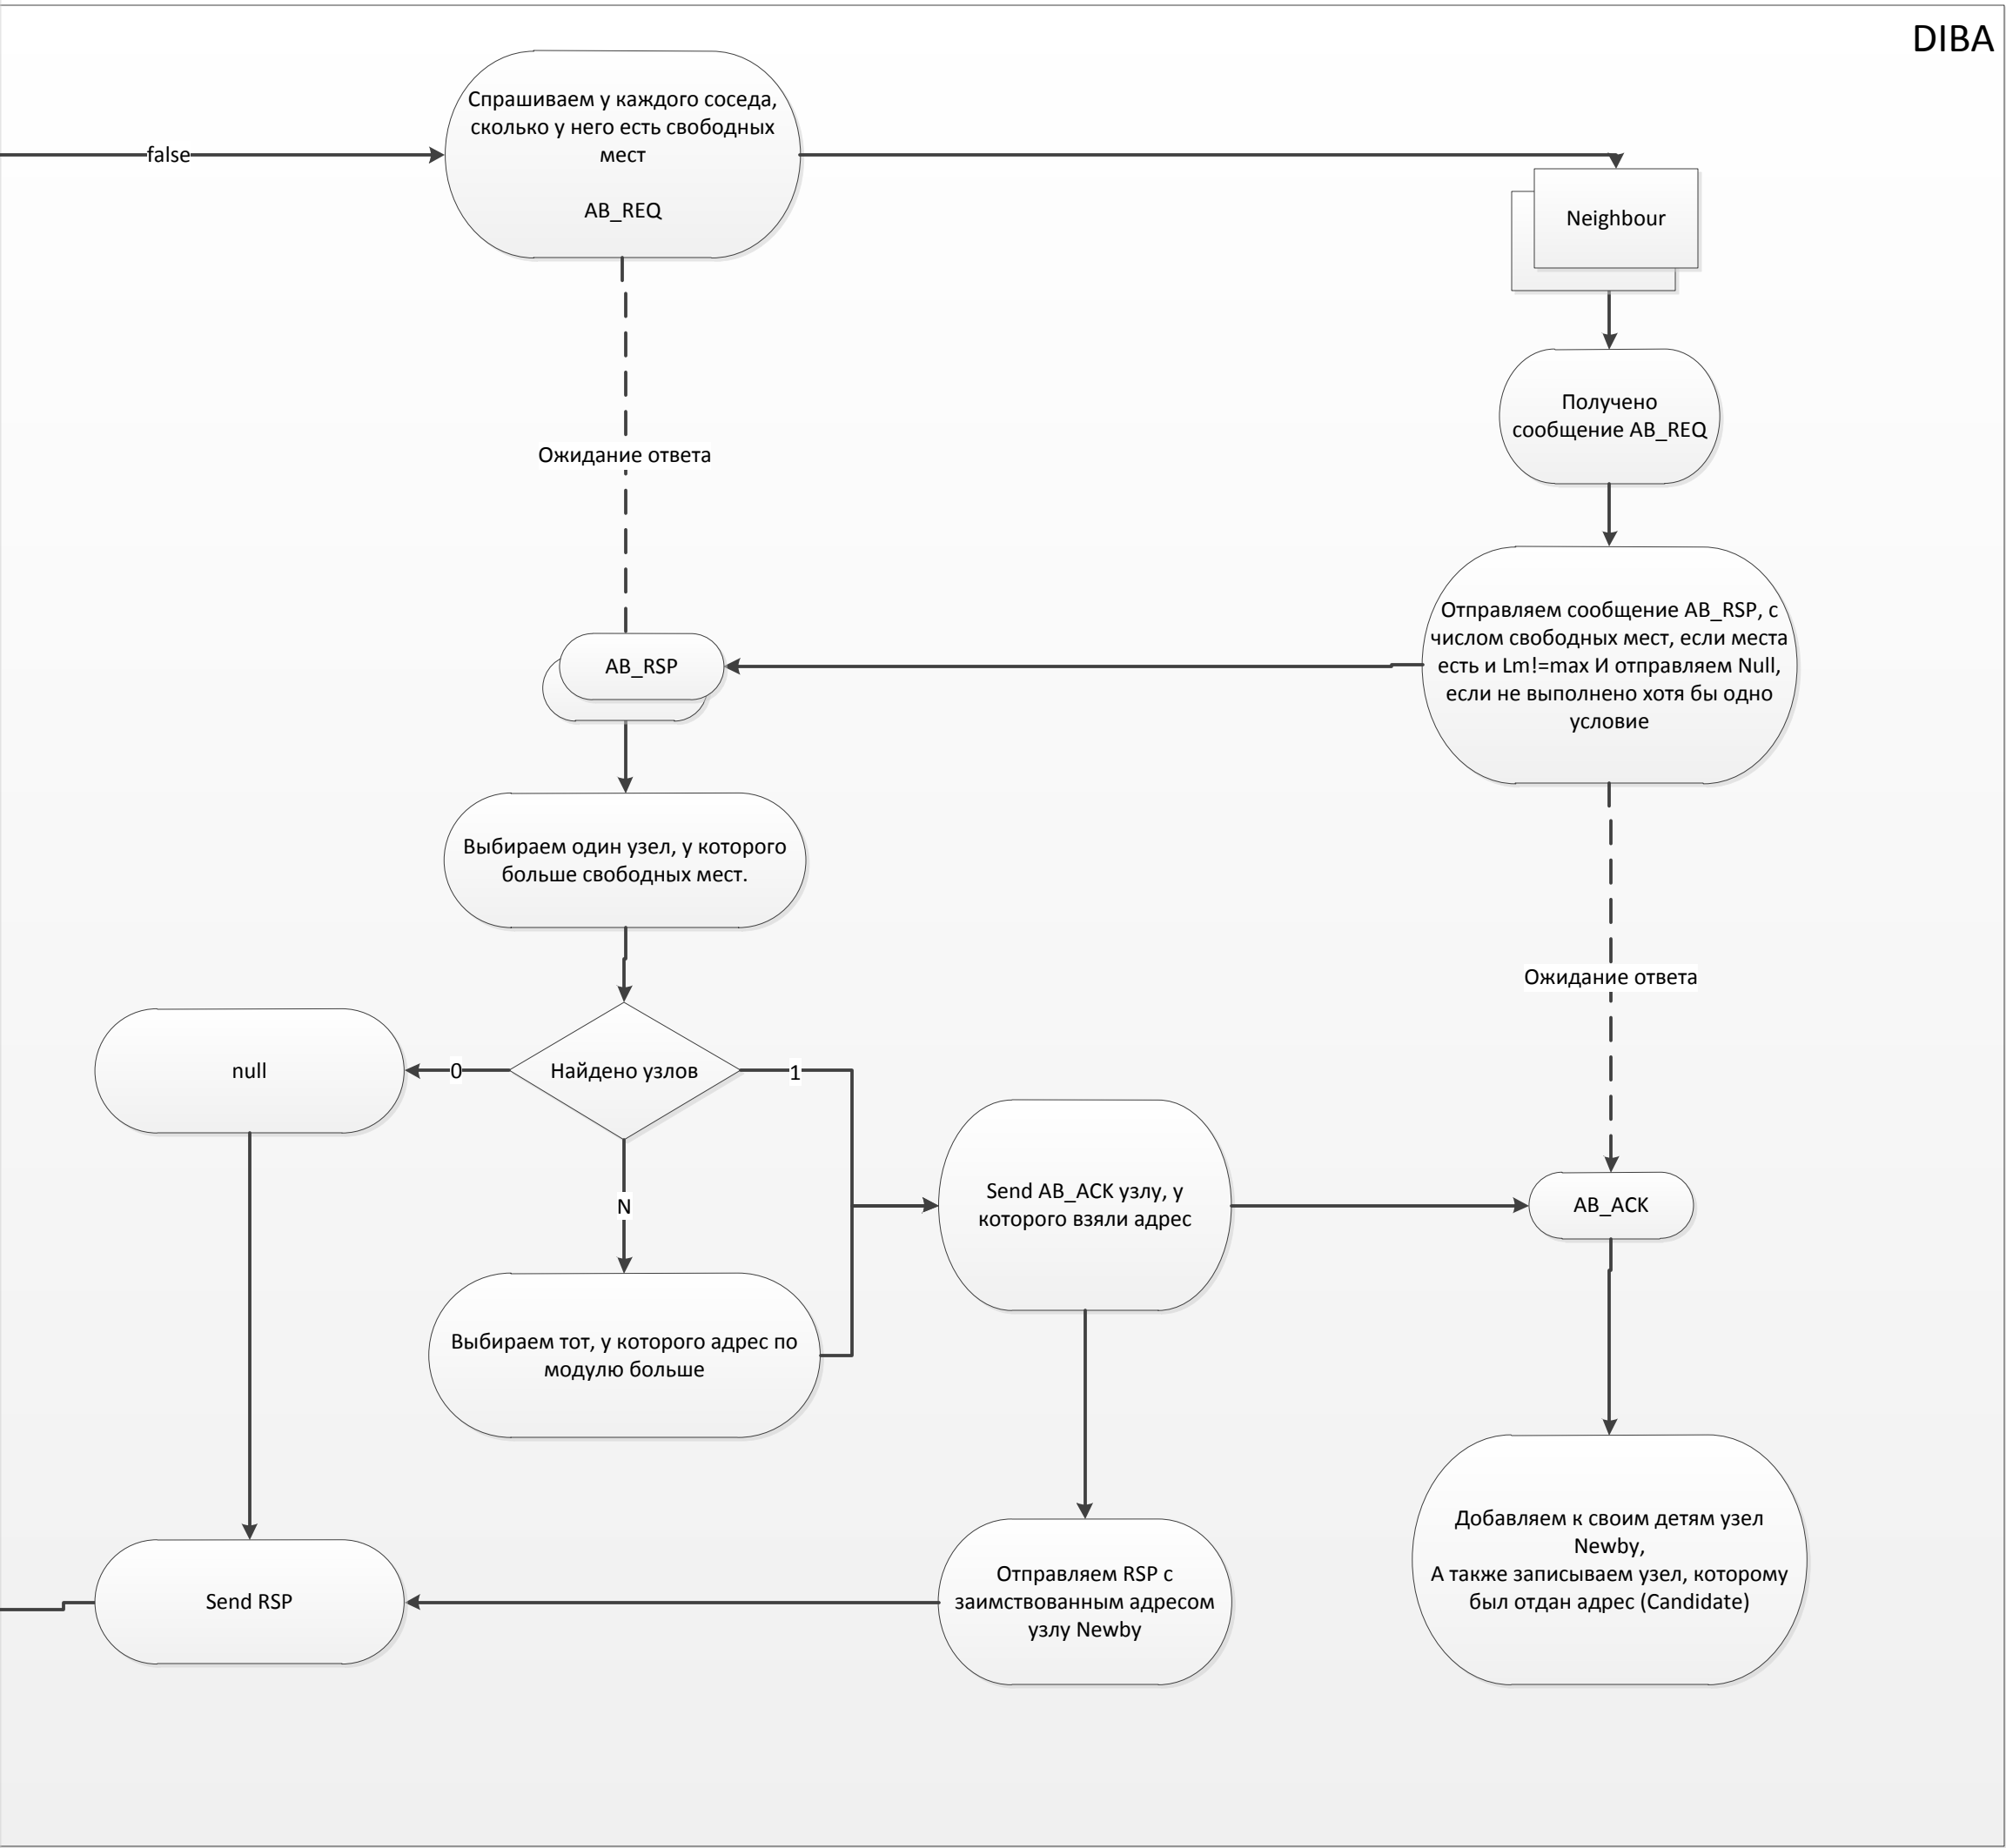 DIBA
Спрашиваем у каждого соседа,
сколько у него есть свободных
мест
AB_REQ
false
Neighbour
Получено
сообщение AB_REQ
Ожидание ответа
Отправляем сообщение AB_RSP, с
числом свободных мест, если места
есть и Lm!=max И отправляем Null,
если не выполнено хотя бы одно
условие
AB_RSP
Выбираем один узел, у которого
больше свободных мест.
Ожидание ответа
null
0
Найдено узлов
1
N
Send AB_ACK узлу, у
которого взяли адрес
AB_ACK
Выбираем тот, у которого адрес по
модулю больше
Добавляем к своим детям узел
Newby,
А также записываем узел, которому
был отдан адрес (Candidate)
Отправляем RSP с
заимствованным адресом
узлу Newby
Send RSP